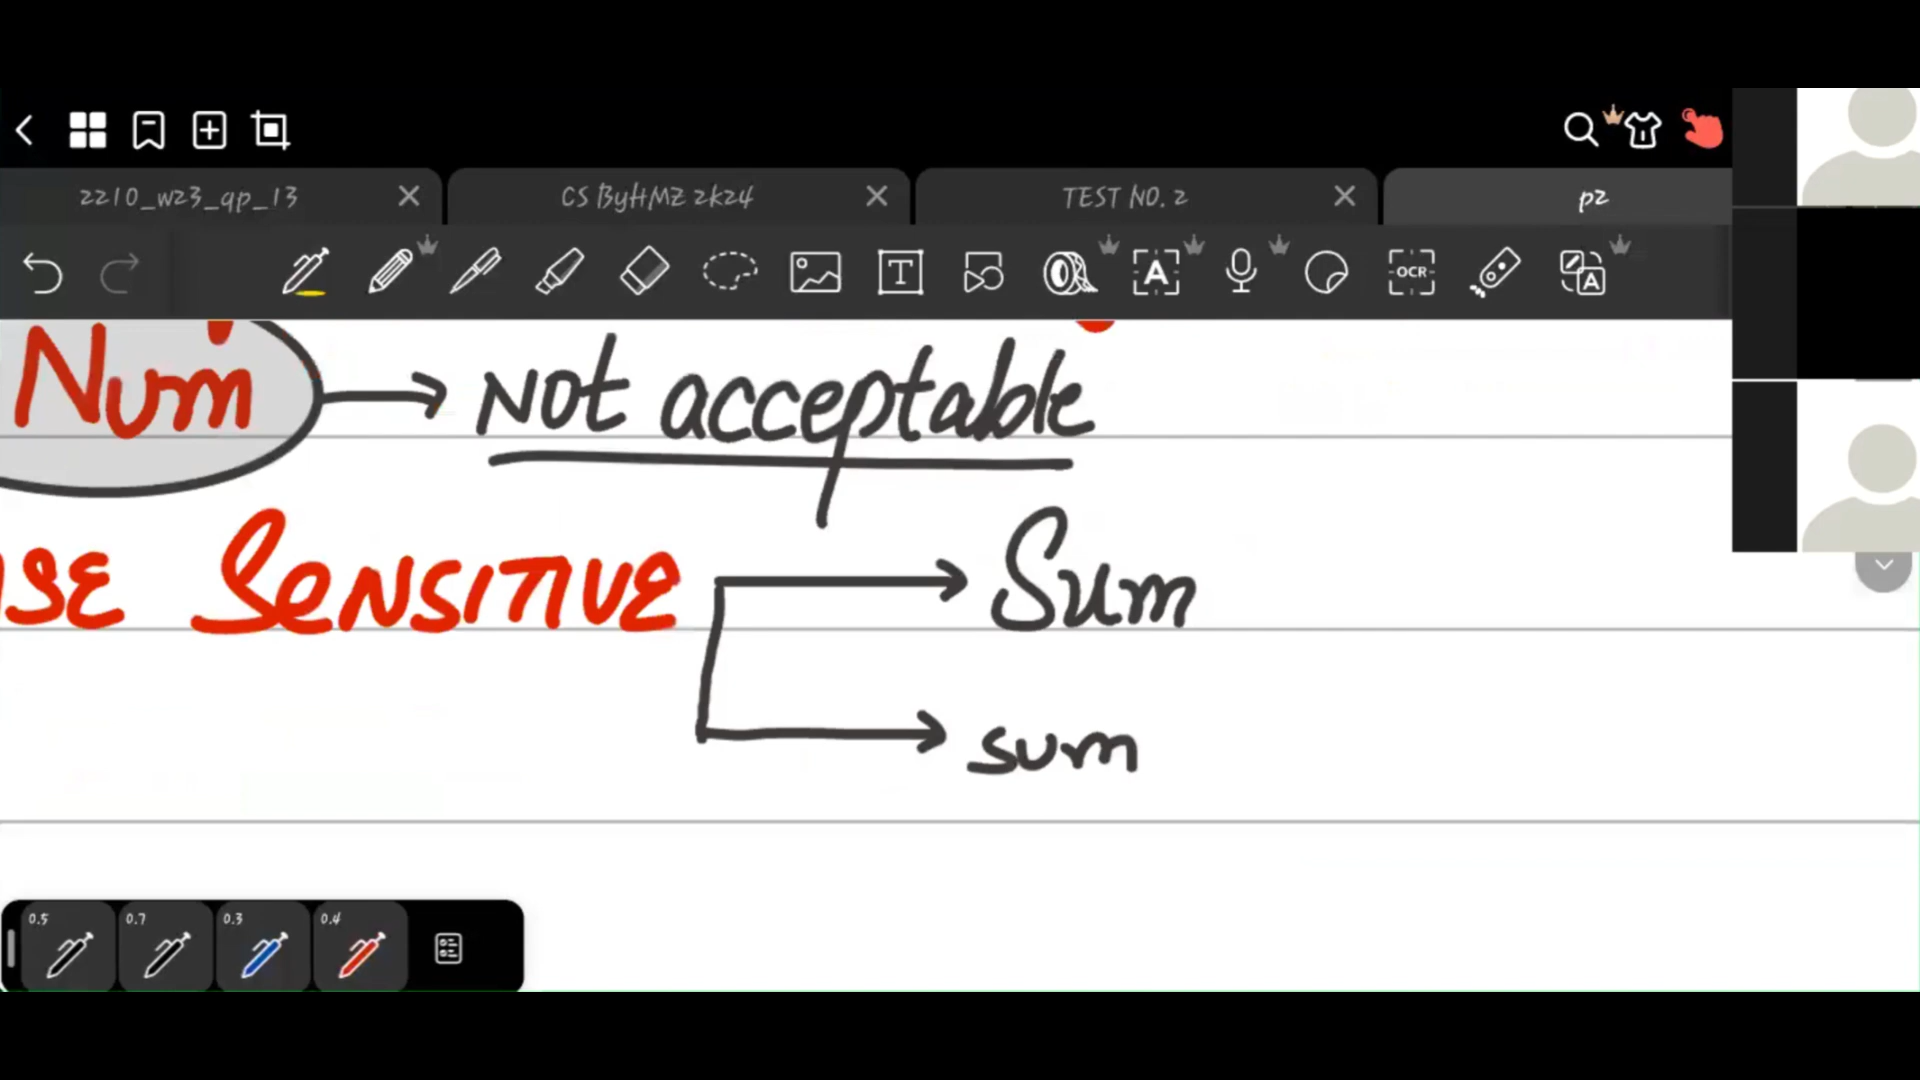 2210_w23_qp_13
CS ByHMZ 2k24
TEST NO. 2
p2
T
A
OCR
A
Num → Not acceptable
SE SENSITIVE → Sum
→ sum
0.5
0.7
0.3
0.4